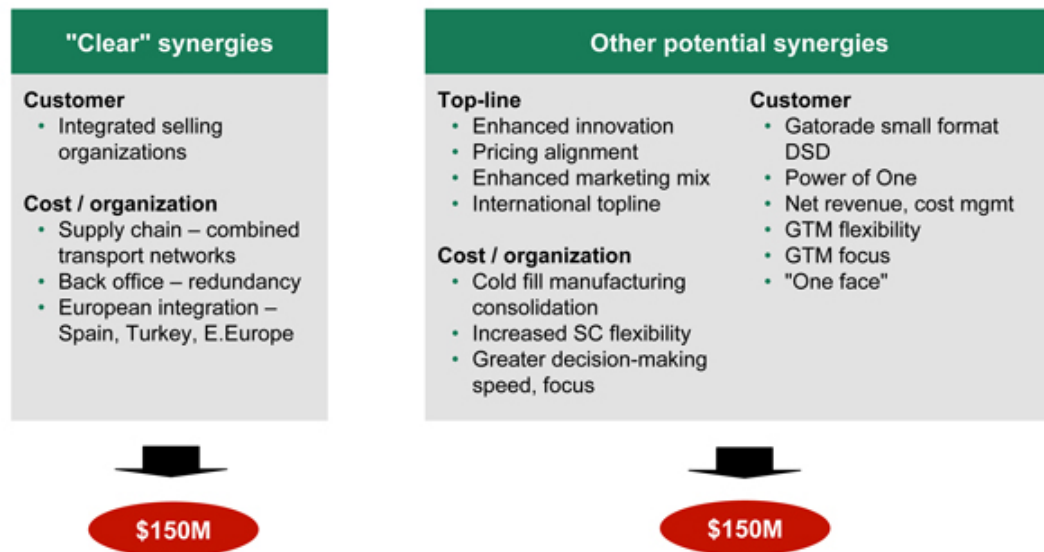 "Clear" synergies
Customer
• Integrated selling
organizations
Cost / organization
• Supply chain – combined
transport networks
• Back office – redundancy
• European integration –
Spain, Turkey, E.Europe
$150M
Other potential synergies
Top-line
• Enhanced innovation
• Pricing alignment
• Enhanced marketing mix
• International topline
Cost / organization
• Cold fill manufacturing
consolidation
• Increased SC flexibility
• Greater decision-making
speed, focus
Customer
• Gatorade small format
DSD
• Power of One
• Net revenue, cost mgmt
• GTM flexibility
• GTM focus
• "One face"
$150M